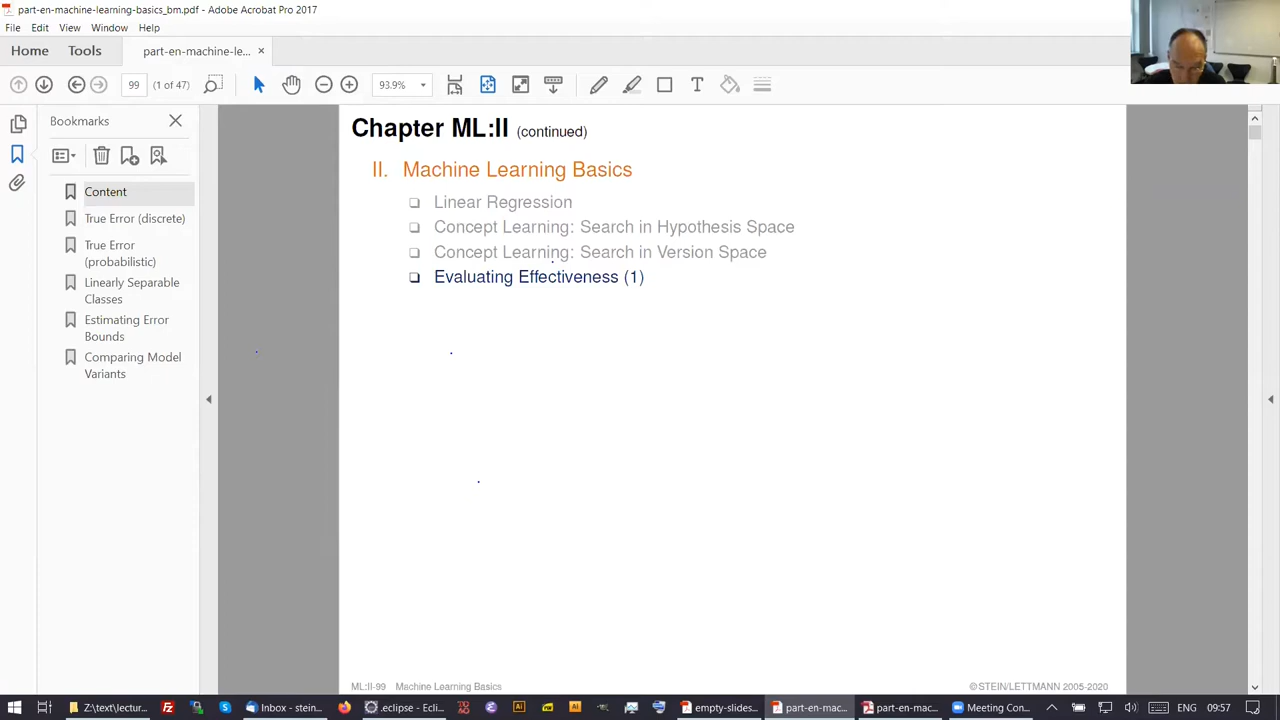 part-en-machine-learning-basics_bm.pdf - Adobe Acrobat Pro 2017
File Edit View Window Help
Home Tools part-en-machine-le... ×
99 (1 of 47) 93.9%
Bookmarks
Content
True Error (discrete)
True Error
(probabilistic)
Linearly Separable
Classes
Estimating Error
Bounds
Comparing Model
Variants
Chapter ML:II (continued)
II. Machine Learning Basics
Linear Regression
Concept Learning: Search in Hypothesis Space
Concept Learning: Search in Version Space
Evaluating Effectiveness (1)
ML:II-99 Machine Learning Basics ©STEIN/LETTMANN 2005-2020
Z:\text\lectur... Inbox - stein... eclipse - Ecli... empty-slides... part-en-mac... part-en-mac... Meeting Con... ENG 09:57